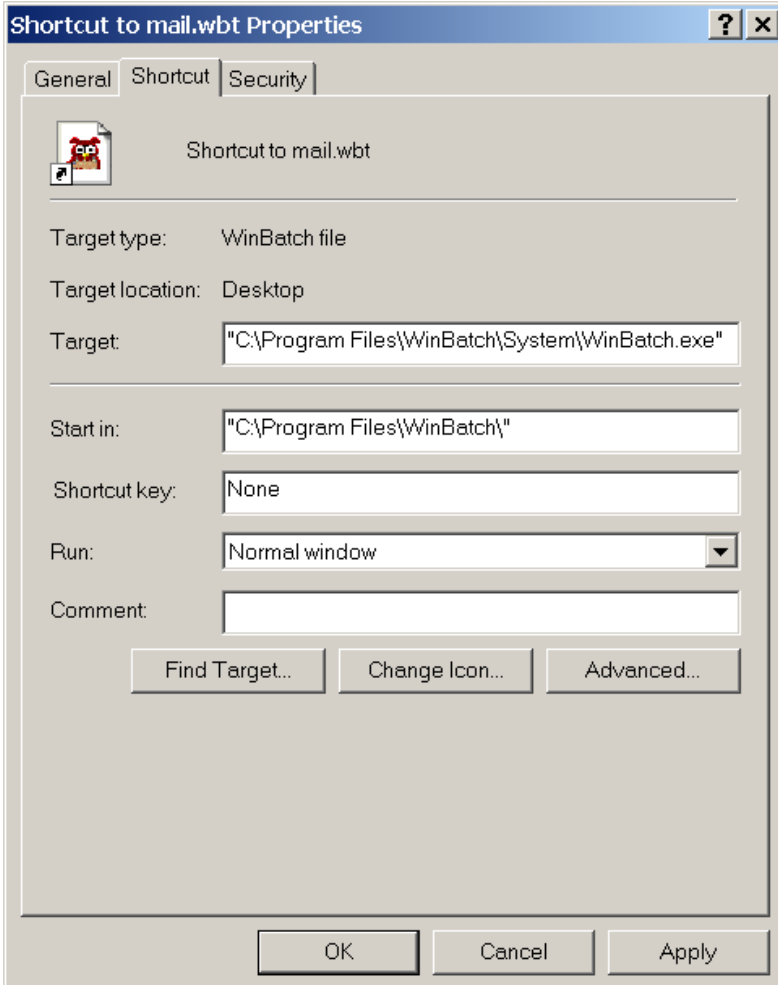 Shortcut to mail.wbt Properties
General Shortcut Security
Shortcut to mail.wbt
Target type: WinBatch file
Target location: Desktop
Target: "C:\Program Files\WinBatch\System\WinBatch.exe"
Start in: "C:\Program Files\WinBatch\"
Shortcut key: None
Run: Normal window
Comment:
Find Target... Change Icon... Advanced...
OK Cancel Apply